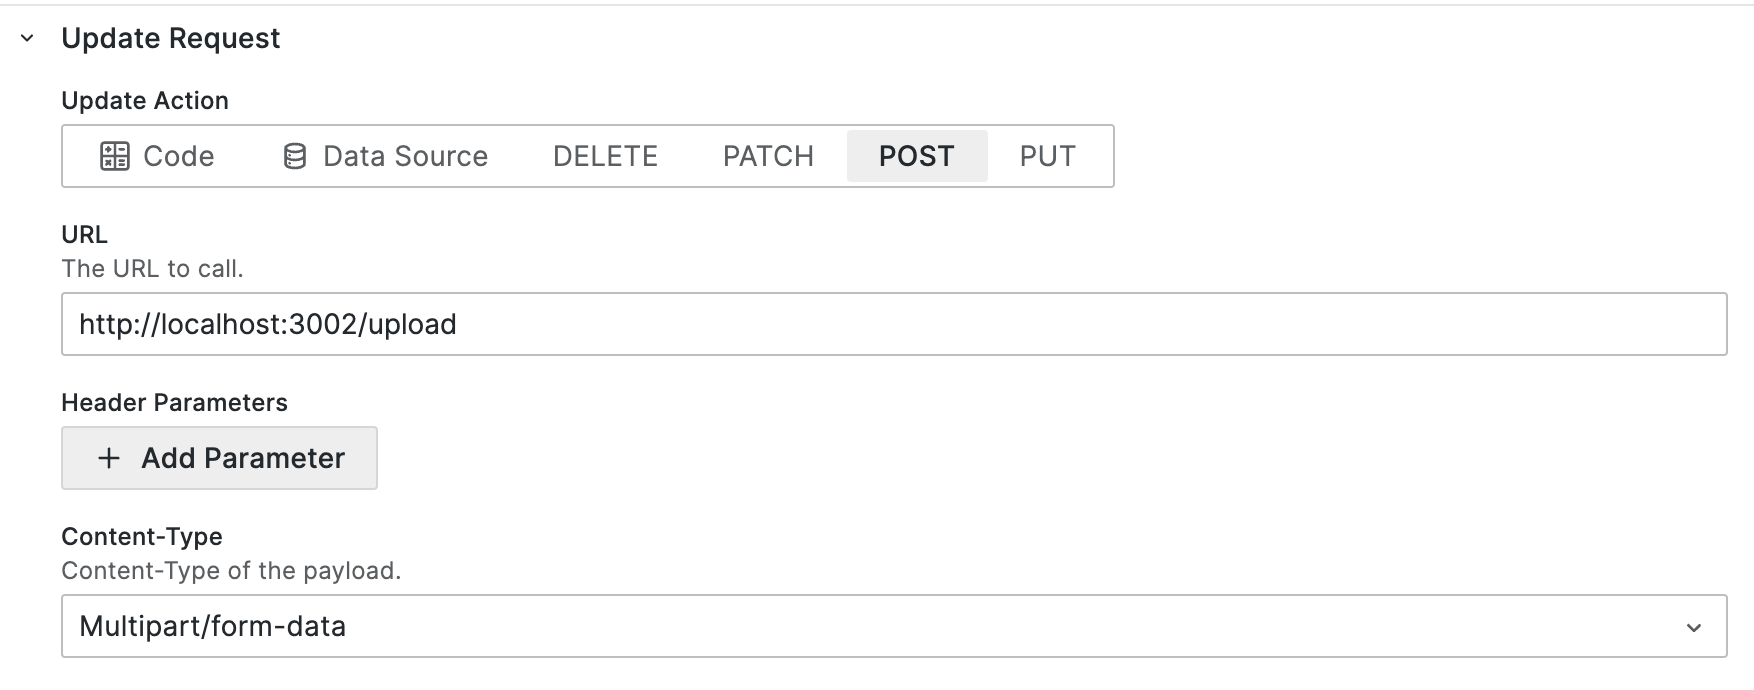 Update Request
Update Action
Code Data Source DELETE PATCH POST PUT
URL
The URL to call.
http://localhost:3002/upload
Header Parameters
+ Add Parameter
Content-Type
Content-Type of the payload.
Multipart/form-data